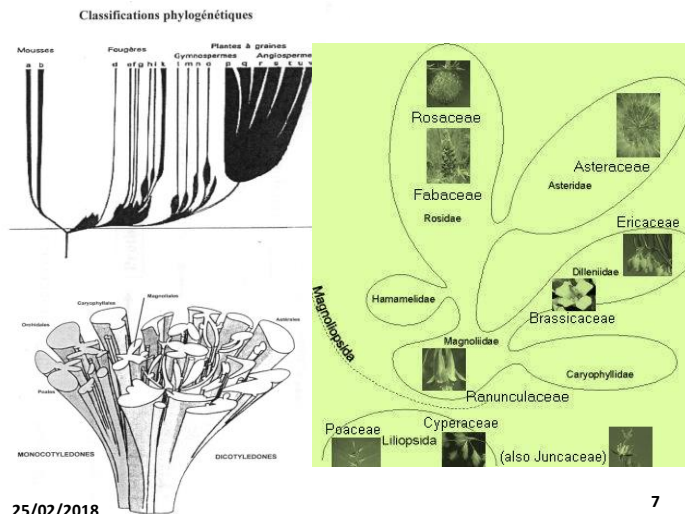 Classifications phylogénétiques
Mousses
Fougères
Plantes à graines
Gymnospermes
Angiospermes
a b d e f g h i k l m n o p q r s t u v
Magnoliales
Caryophyllales
Orchidales
Astérales
Poales
MONOCOTYLEDONES
DICOTYLEDONES
Rosaceae
Fabaceae
Rosidae
Asteraceae
Asteridae
Ericaceae
Dilleniidae
Brassicaceae
Hamamelidae
Magnoliopsida
Magnoliidae
Caryophyllidae
Ranunculaceae
Poaceae
Cyperaceae
Liliopsida
(also Juncaceae)
25/02/2018
7